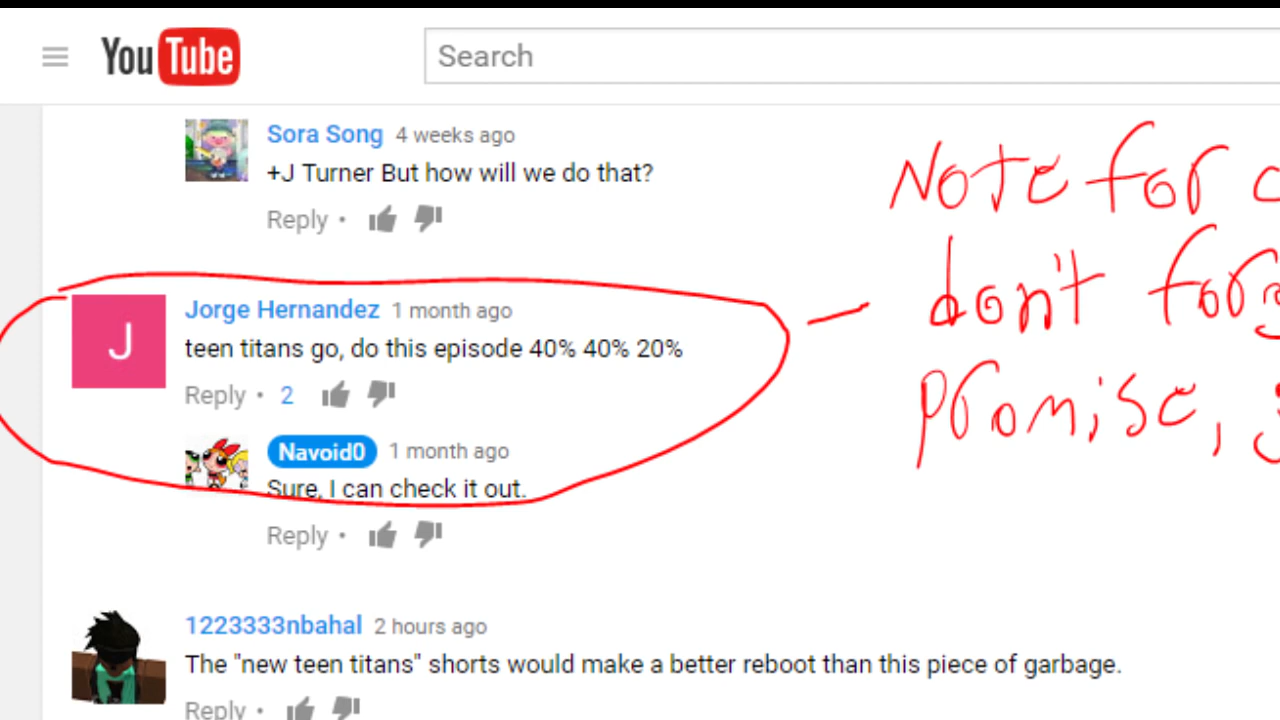 YouTube
Search
Sora Song 4 weeks ago
+J Turner But how will we do that?
Reply •
J
Jorge Hernandez 1 month ago
teen titans go, do this episode 40% 40% 20%
Reply • 2
Navoid0 1 month ago
Sure, I can check it out.
Reply •
1223333nbahal 2 hours ago
The "new teen titans" shorts would make a better reboot than this piece of garbage.
Reply •
Note for
don't
promise,